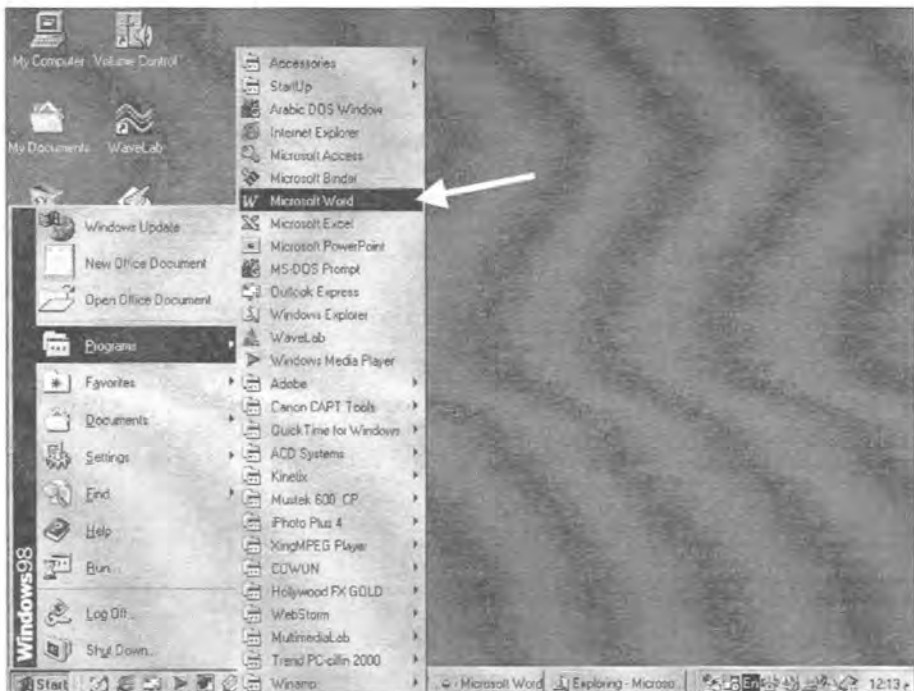 My Computer
Volume Control
My Documents
WaveLab
Windows Update
New Office Document
Open Office Document
Programs
Favorites
Documents
Settings
Find
Help
Run...
Log Off...
Shut Down...
Windows98
Accessories
StartUp
Arabic DOS Window
Internet Explorer
Microsoft Access
Microsoft Binder
Microsoft Word
Microsoft Excel
Microsoft PowerPoint
MS-DOS Prompt
Outlook Express
Windows Explorer
WaveLab
Windows Media Player
Adobe
Canon CAPT Tools
QuickTime for Windows
ACD Systems
Kinetix
Mustek 600 CP
iPhoto Plus 4
XingMPEG Player
COWON
Hollywood FX GOLD
WebStorm
MultimediaLab
Trend PC-cillin 2000
Winamp
Start
- Microsoft Word
Exploring - Microso...
En
12:13